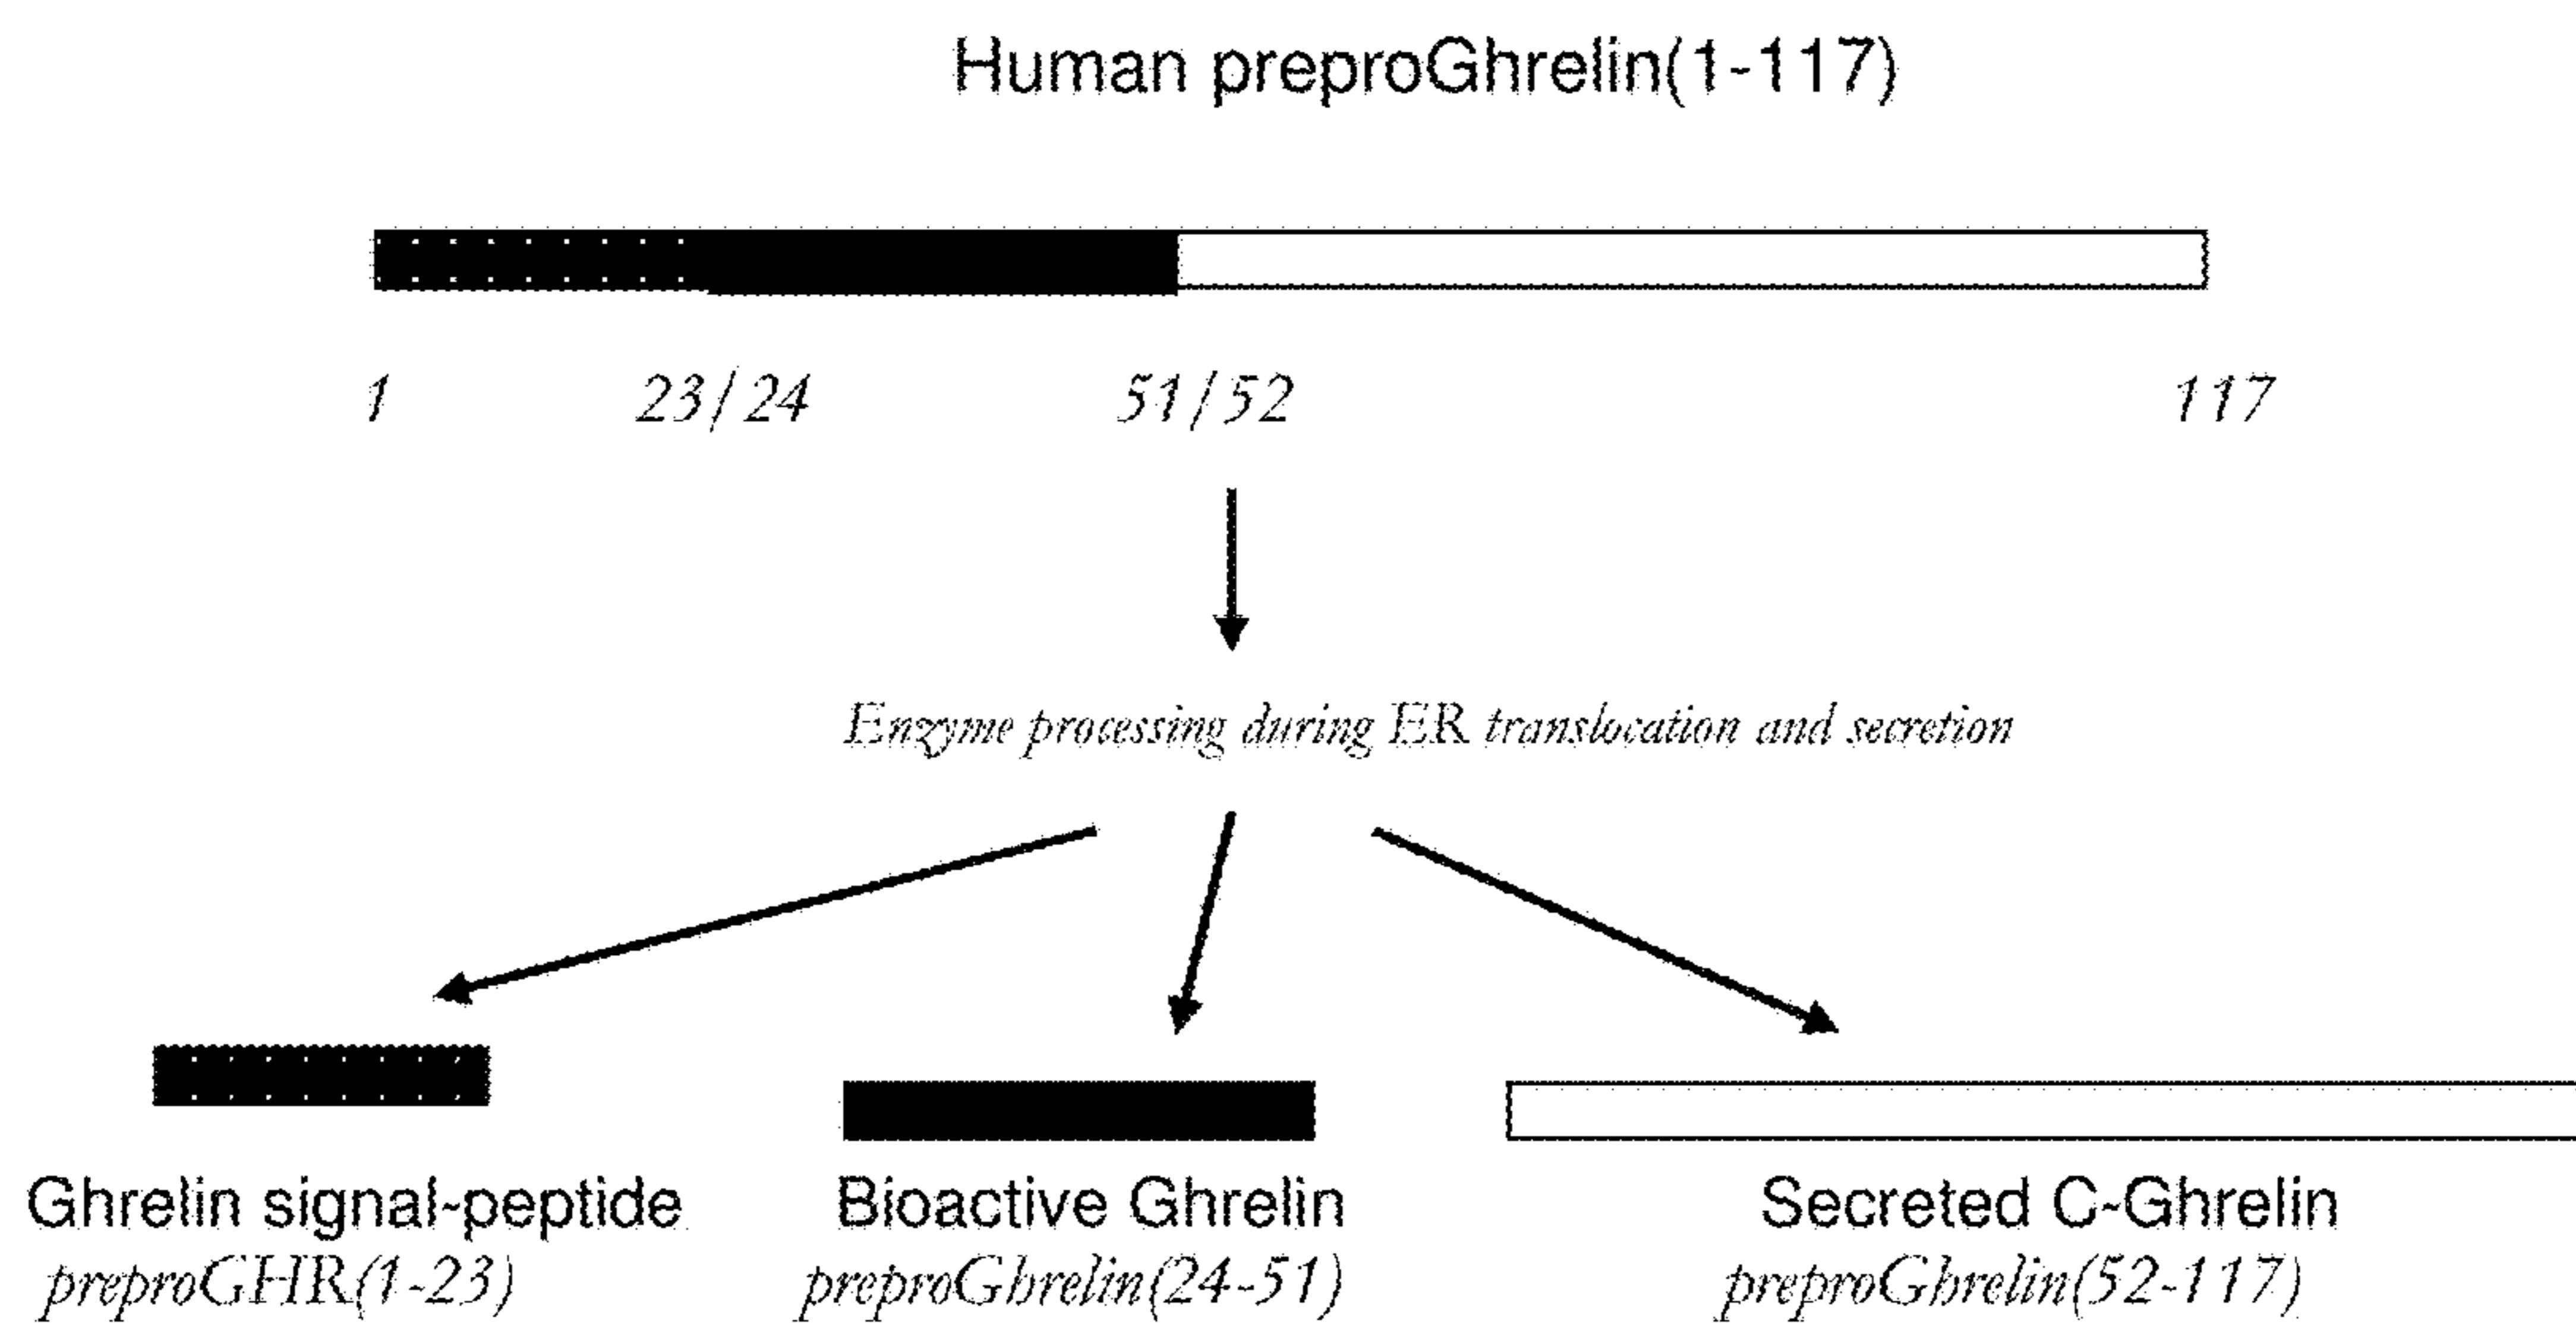 Human preproGhrelin(1-117)
1 23/24 51/52 117
Enzyme processing during ER translocation and secretion
Ghrelin signal-peptide Bioactive Ghrelin Secreted C-Ghrelin
preproGHR(1-23) preproGhrelin(24-51) preproGhrelin(52-117)